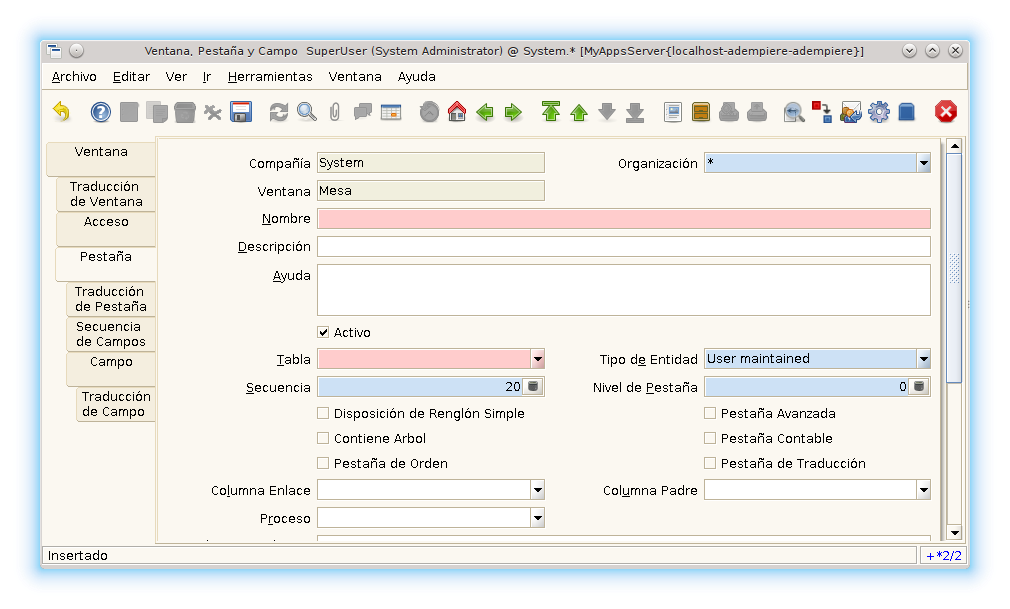 Ventana, Pestaña y Campo  SuperUser (System Administrator) @ System.* [MyAppsServer{localhost-adempiere-adempiere}]
Archivo Editar Ver Ir Herramientas Ventana Ayuda
Ventana
Traducción
de Ventana
Acceso
Pestaña
Traducción
de Pestaña
Secuencia
de Campos
Campo
Traducción
de Campo
Compañía System Organización *
Ventana Mesa
Nombre
Descripción
Ayuda
Activo
Tabla Tipo de Entidad User maintained
Secuencia 20 Nivel de Pestaña 0
Disposición de Renglón Simple Pestaña Avanzada
Contiene Arbol Pestaña Contable
Pestaña de Orden Pestaña de Traducción
Columna Enlace Columna Padre
Proceso
Insertado +*2/2